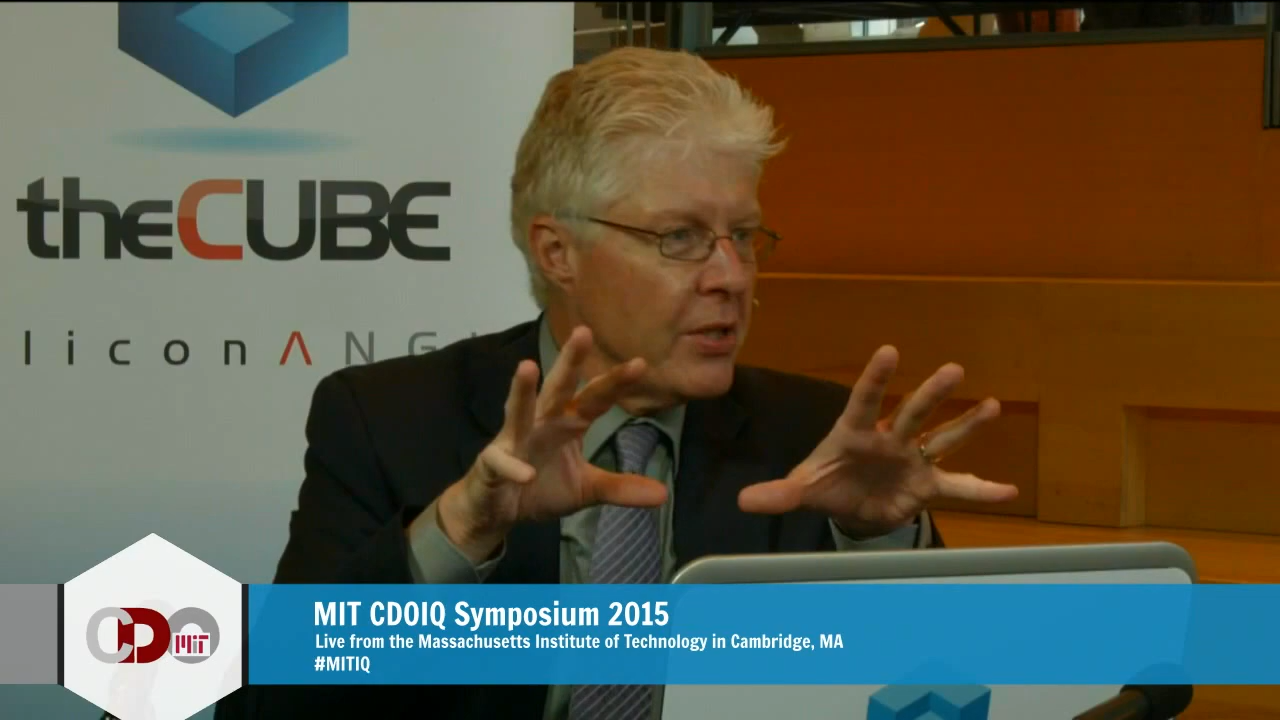 theCUBE
liconANG
MIT CDOIQ Symposium 2015
Live from the Massachusetts Institute of Technology in Cambridge, MA
#MITIQ
CDO
MIT